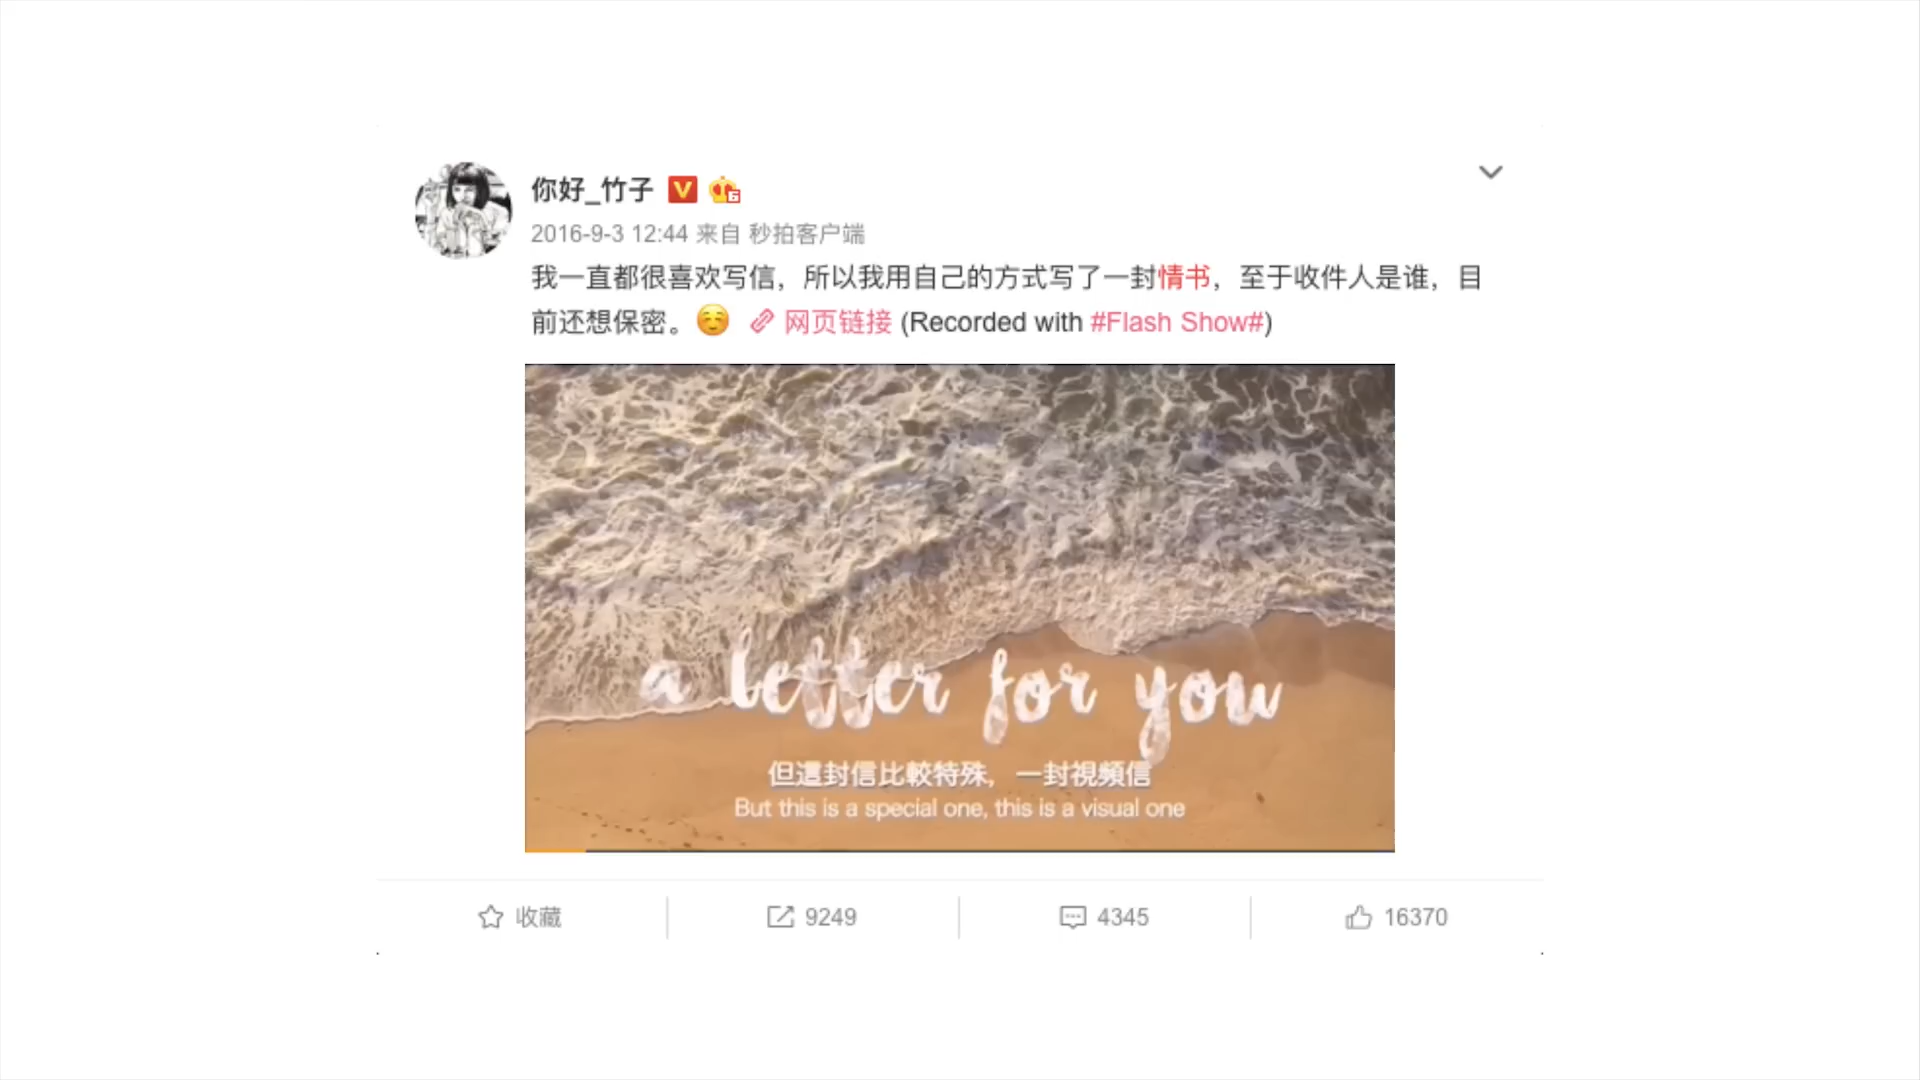 你好_竹子
2016-9-3 12:44 来自 秒拍客户端
我一直都很喜欢写信，所以我用自己的方式写了一封情书，至于收件人是谁，目
前还想保密。☺️ 网页链接 (Recorded with #Flash Show#)
a letter for you
但這封信比較特殊，一封視頻信
But this is a special one, this is a visual one
收藏 9249 4345 16370